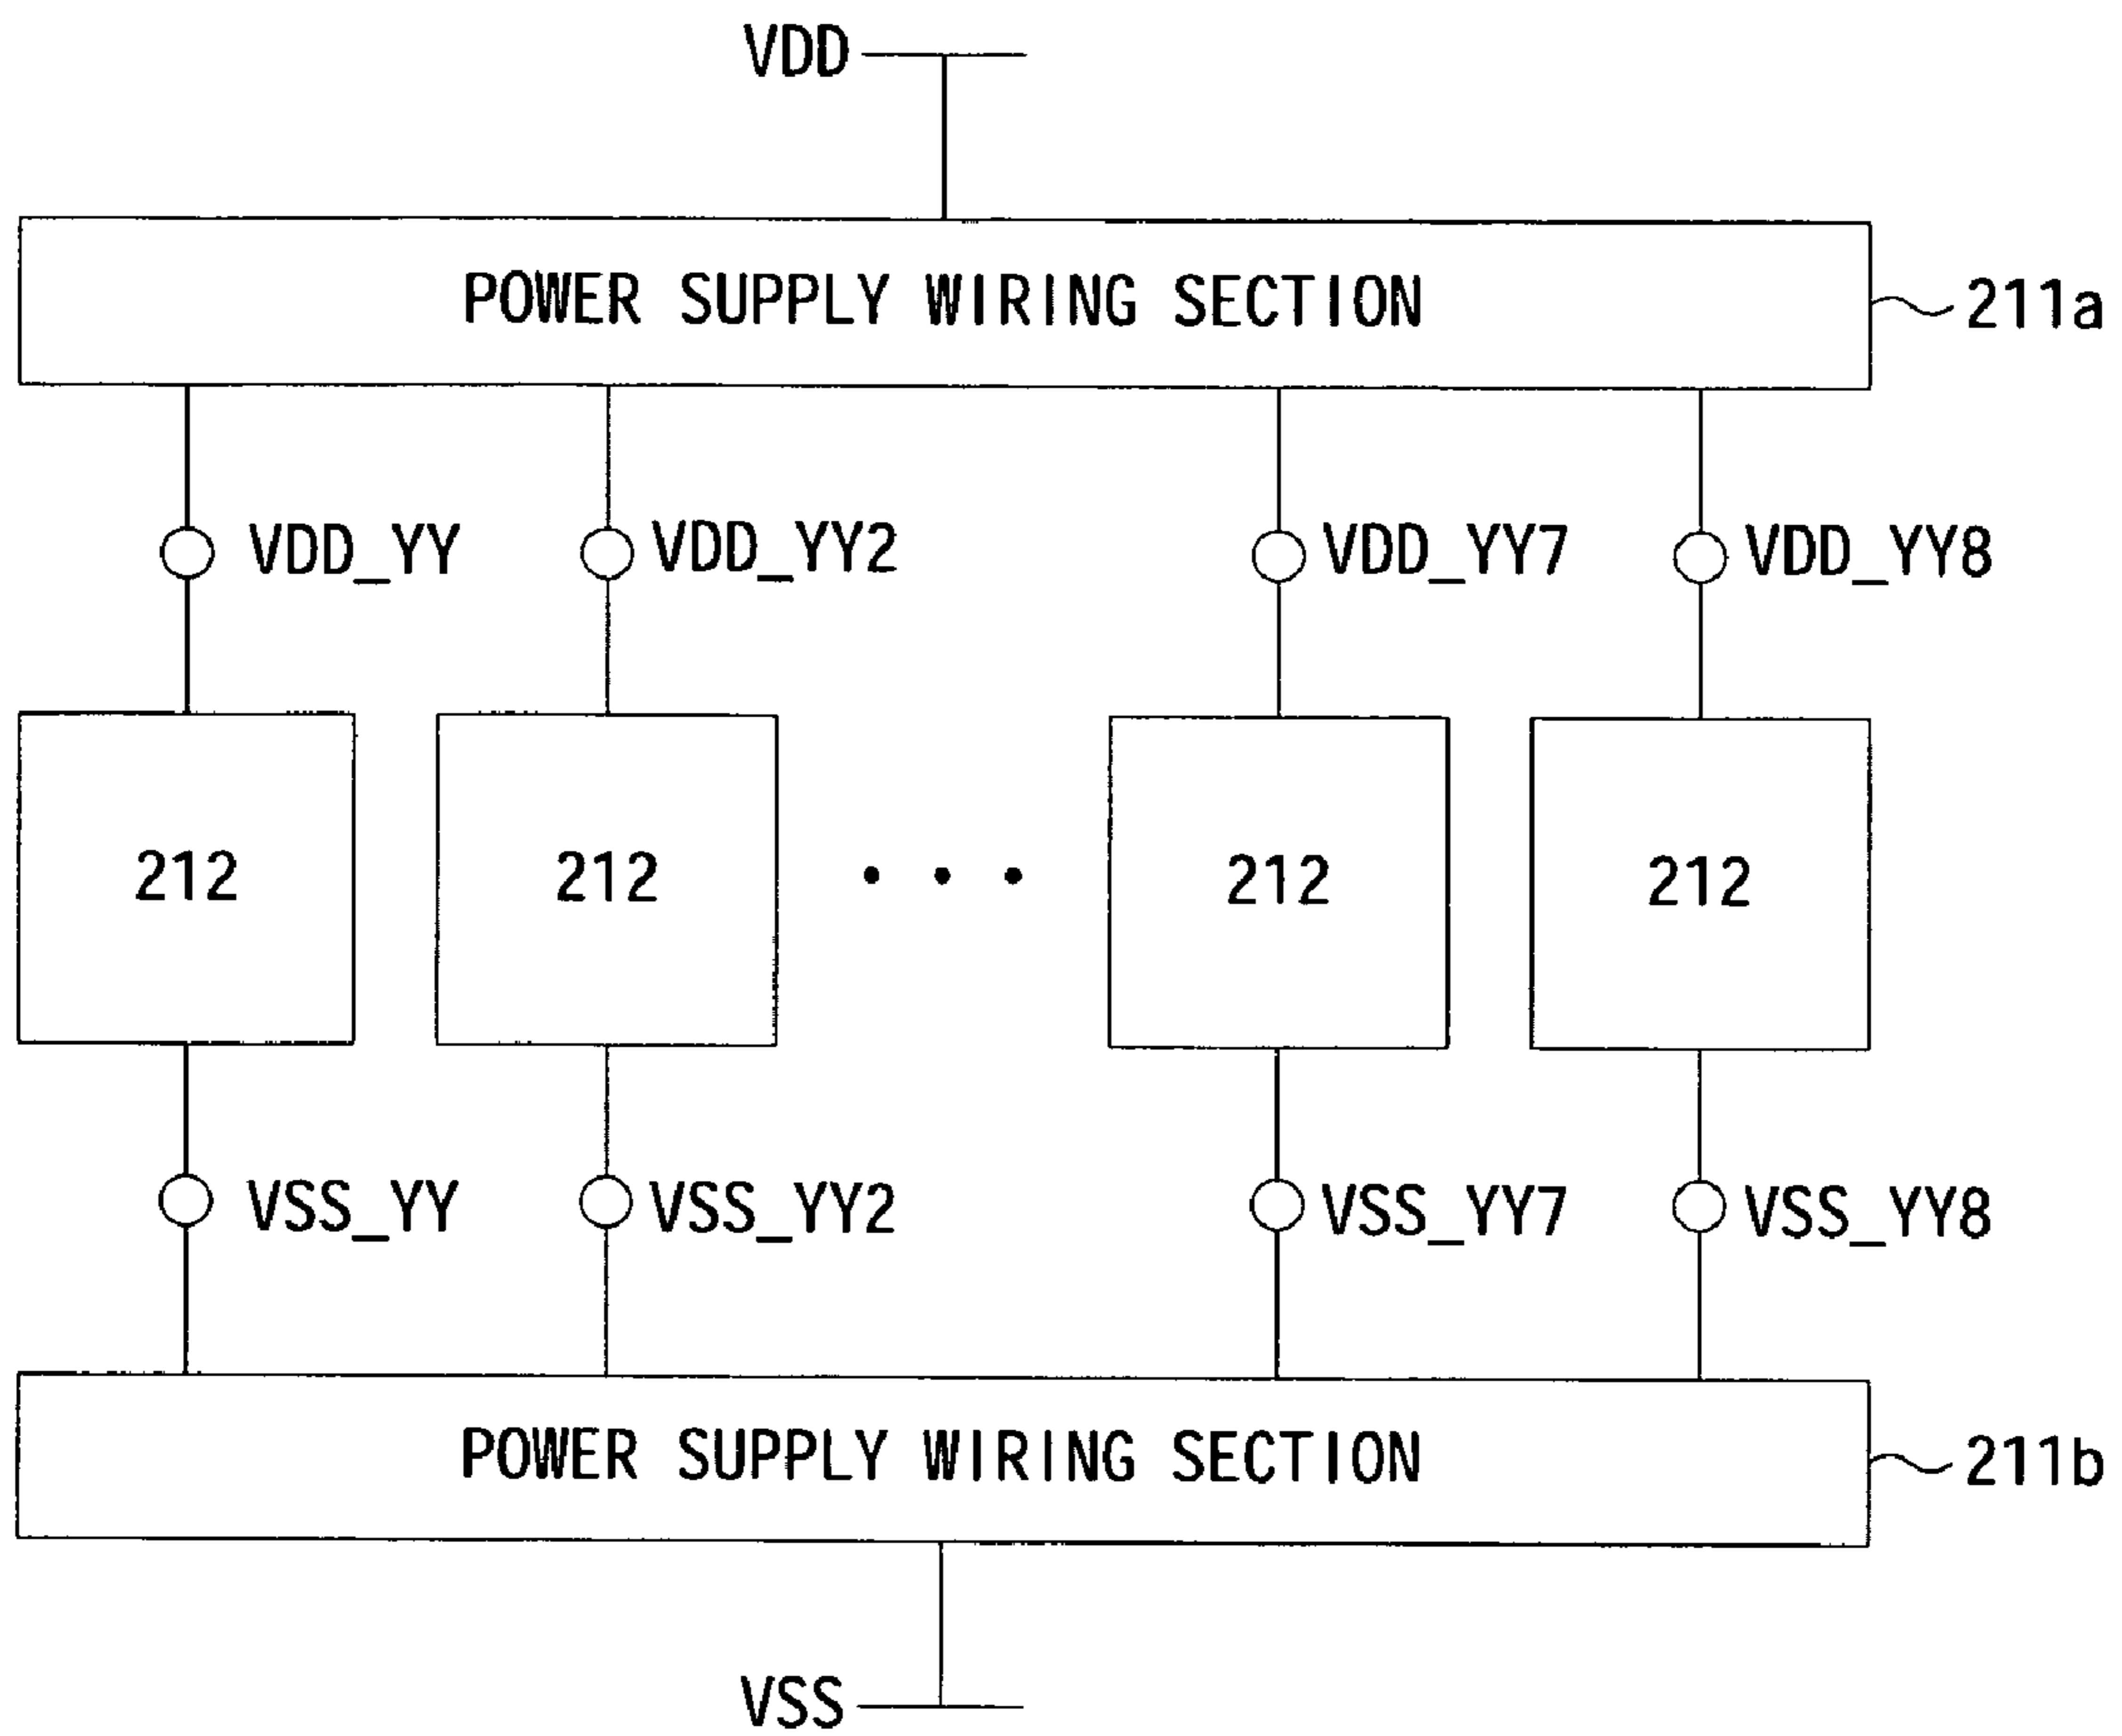 VDD
POWER SUPPLY WIRING SECTION 211a
VDD_YY VDD_YY2 VDD_YY7 VDD_YY8
212 212 • • • 212 212
VSS_YY VSS_YY2 VSS_YY7 VSS_YY8
POWER SUPPLY WIRING SECTION 211b
VSS